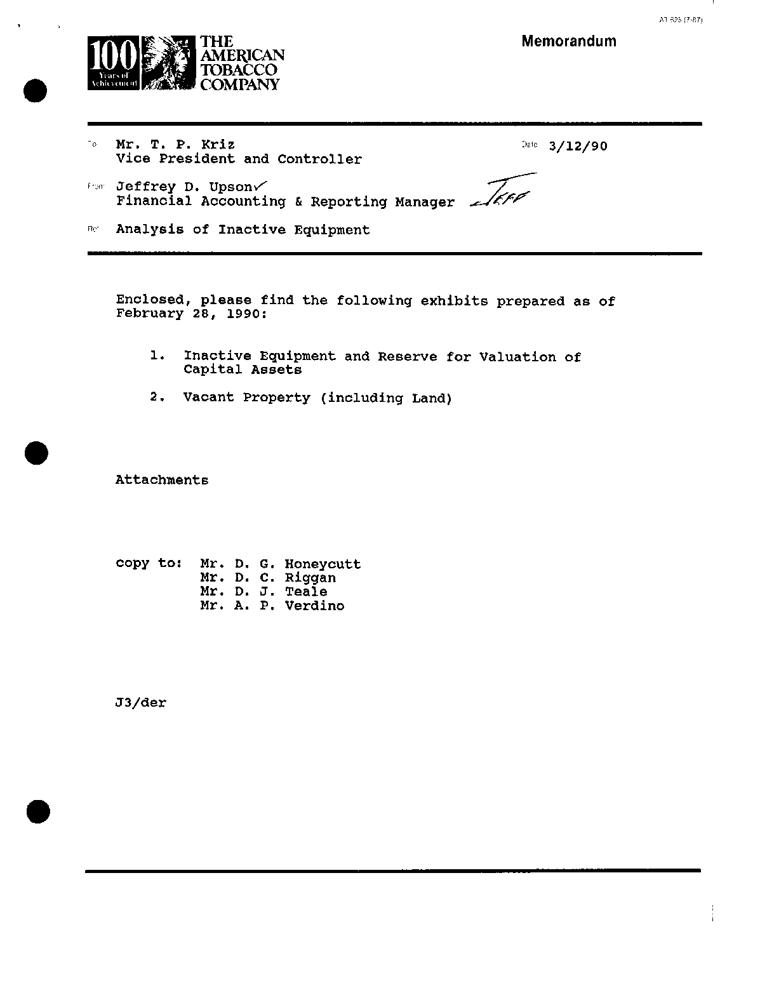 AT 626 (7-87)
100
Years of
Achievement
THE
AMERICAN
TOBACCO
COMPANY
Memorandum
To Mr. T. P. Kriz
Vice President and Controller
Date 3/12/90
From Jeffrey D. Upson✓
Financial Accounting & Reporting Manager Jeff
Re: Analysis of Inactive Equipment
Enclosed, please find the following exhibits prepared as of
February 28, 1990:
1. Inactive Equipment and Reserve for Valuation of
Capital Assets
2. Vacant Property (including Land)
Attachments
copy to: Mr. D. G. Honeycutt
Mr. D. C. Riggan
Mr. D. J. Teale
Mr. A. P. Verdino
J3/der